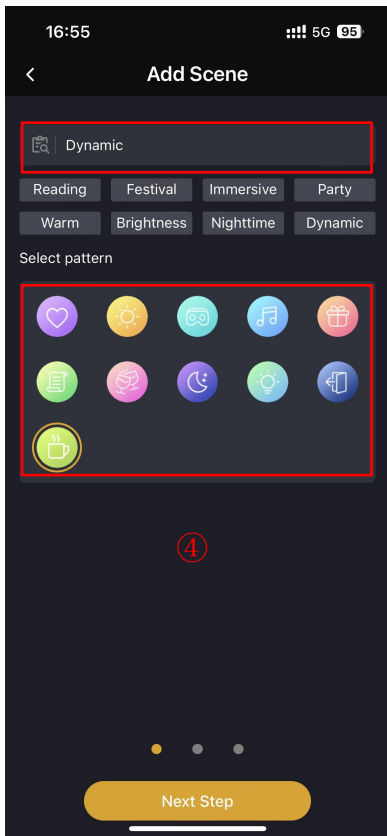 16:55 5G 95
Add Scene
Dynamic
Reading Festival Immersive Party
Warm Brightness Nighttime Dynamic
Select pattern
④
Next Step